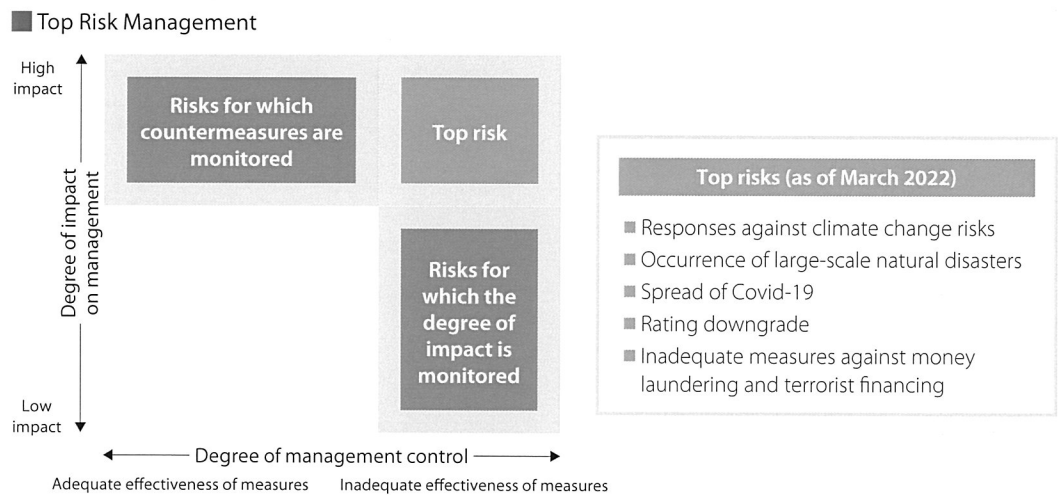 Top Risk Management
High
impact
Degree of impact
on management
Low
impact
Risks for which
countermeasures are
monitored
Top risk
Risks for
which the
degree of
impact is
monitored
Degree of management control
Adequate effectiveness of measures
Inadequate effectiveness of measures
Top risks (as of March 2022)
Responses against climate change risks
Occurrence of large-scale natural disasters
Spread of Covid-19
Rating downgrade
Inadequate measures against money
laundering and terrorist financing